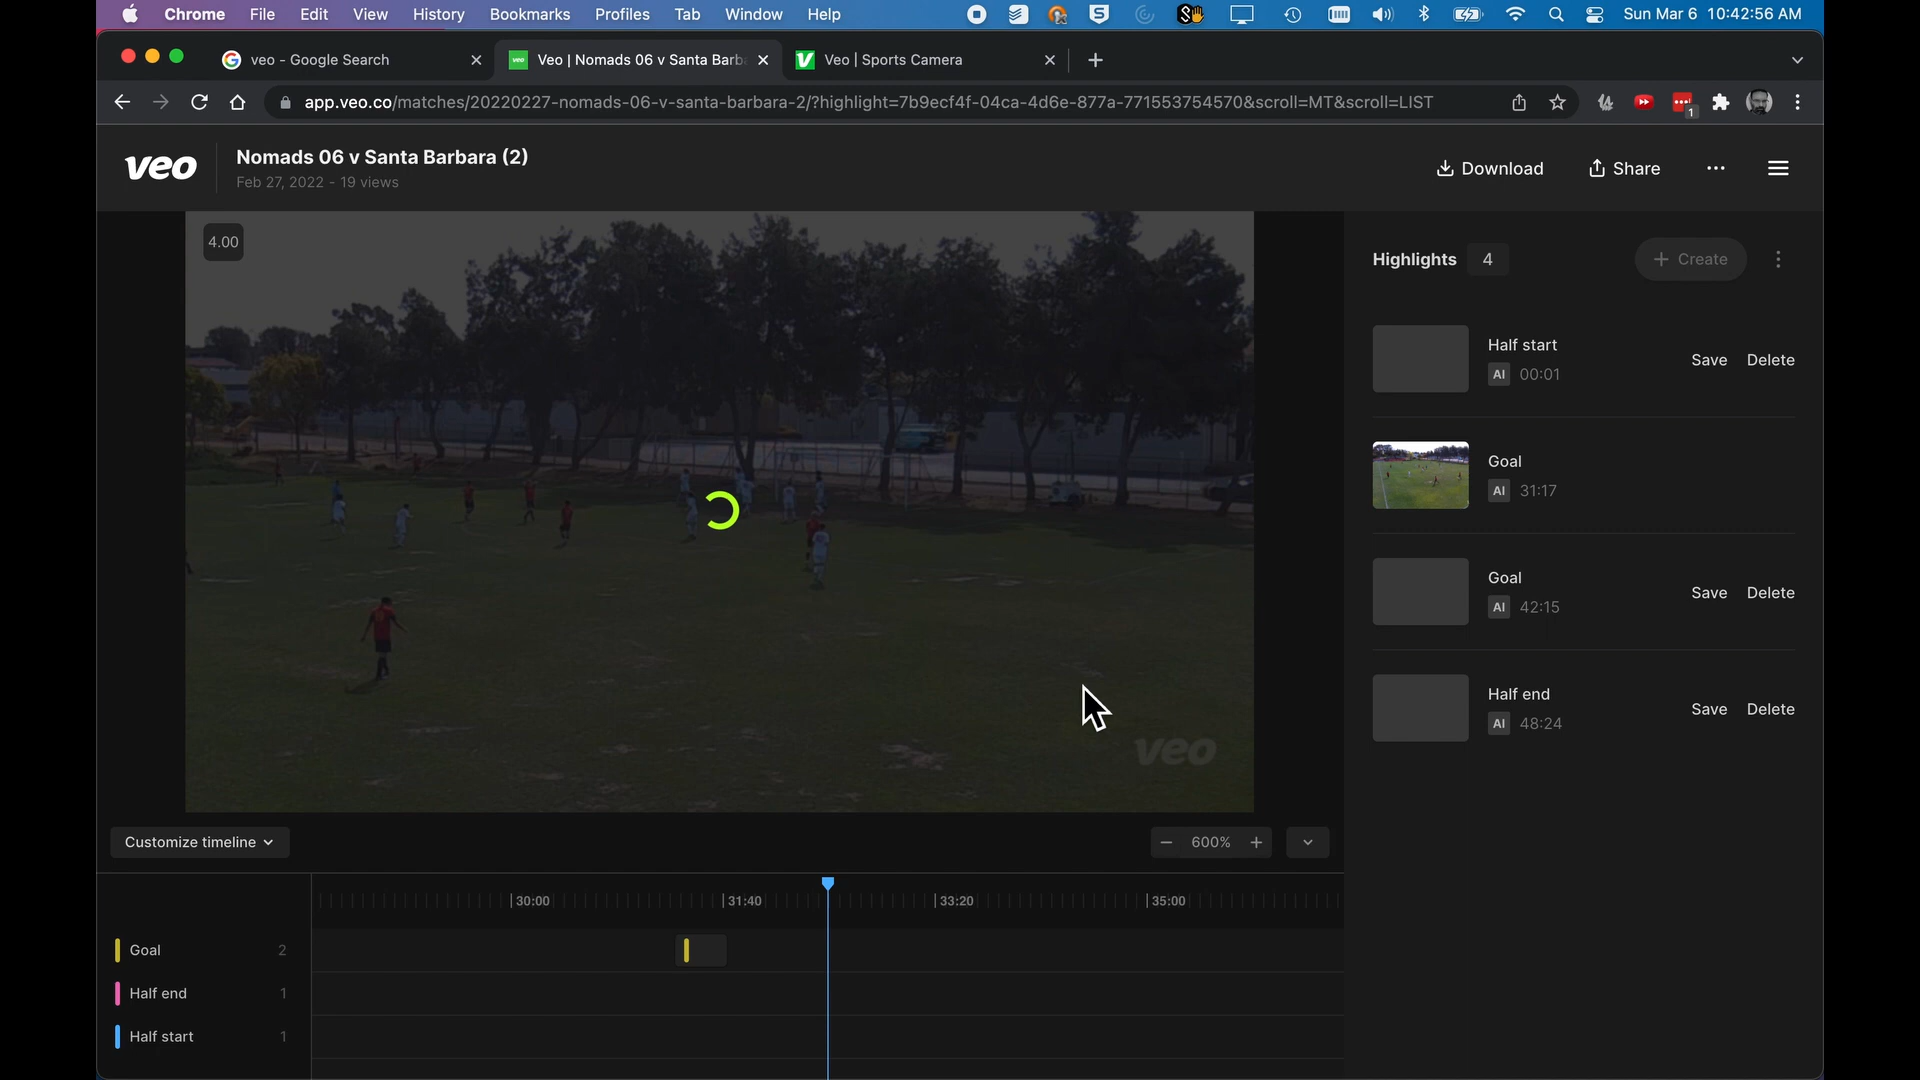 Chrome File Edit View History Bookmarks Profiles Tab Window Help Sun Mar 6 10:42:56 AM
veo - Google Search
Veo | Nomads 06 v Santa Barb
Veo | Sports Camera
app.veo.co/matches/20220227-nomads-06-v-santa-barbara-2/?highlight=7b9ecf4f-04ca-4d6e-877a-771553754570&scroll=MT&scroll=LIST
1
veo
Nomads 06 v Santa Barbara (2)
Feb 27, 2022 - 19 views
Download
Share
4.00
Highlights 4
Create
Half start
AI 00:01
Save Delete
Goal
AI 31:17
Goal
AI 42:15
Save Delete
Half end
AI 48:24
Save Delete
veo
Customize timeline
600%
30:00 31:40 33:20 35:00
Goal 2
Half end 1
Half start 1